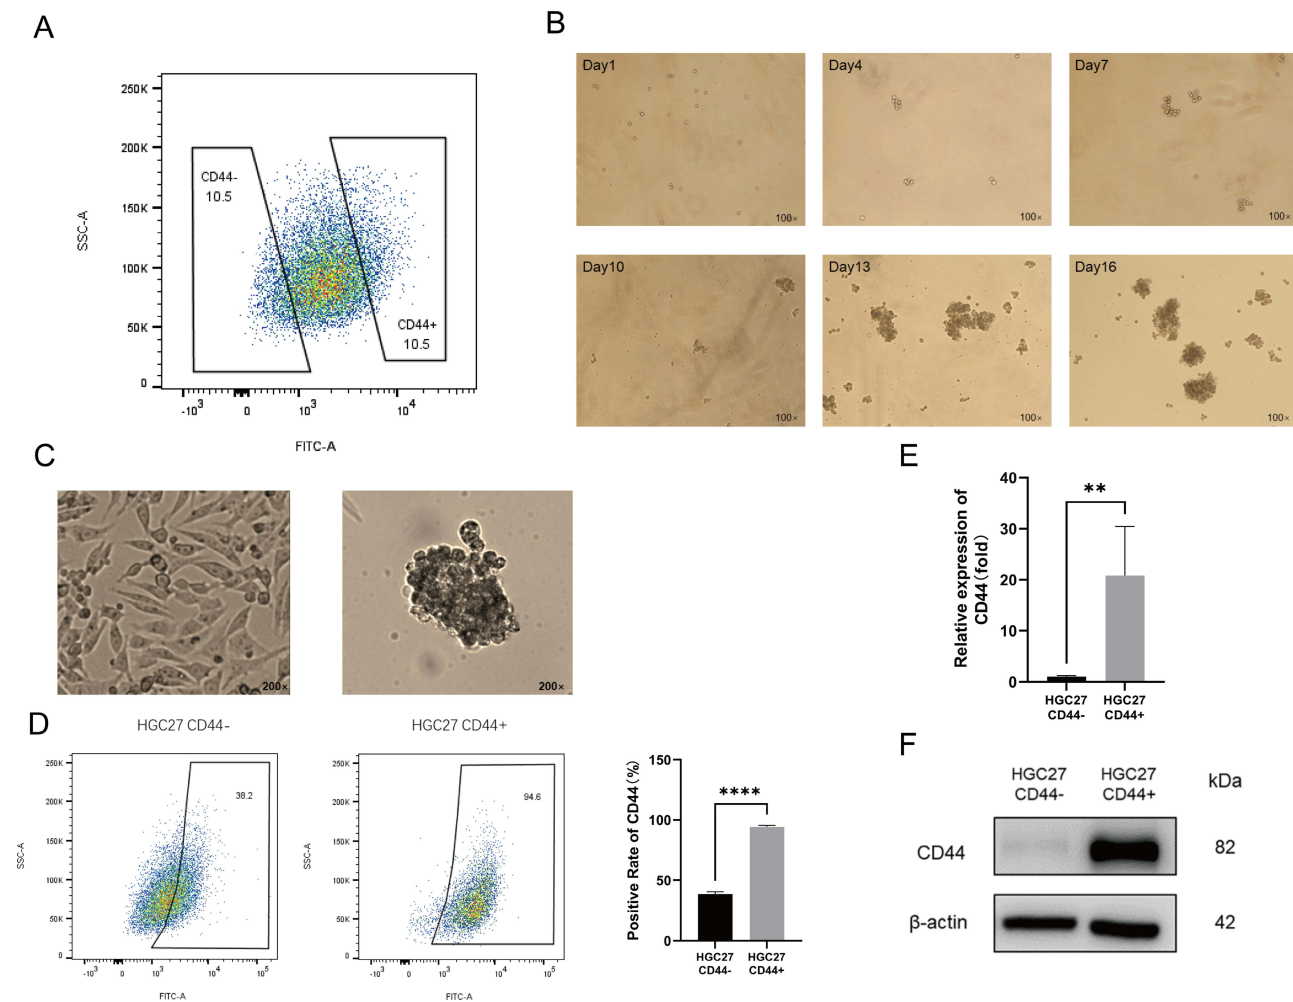 A
250K
200K
150K
100K
50K
0
SSC-A
CD44-
10.5
CD44+
10.5
-10³
0
10³
10⁴
FITC-A
B
Day1
100×
Day4
100×
Day7
100×
Day10
100×
Day13
100×
Day16
100×
C
200×
200×
D
HGC27 CD44-
250K
200K
150K
100K
50K
0
SSC-A
38.2
-10³
0
10³
10⁴
10⁵
FITC-A
HGC27 CD44+
250K
200K
150K
100K
50K
0
SSC-A
94.6
-10³
0
10³
10⁴
10⁵
FITC-A
Positive Rate of CD44(%)
150
100
50
0
****
HGC27
CD44-
HGC27
CD44+
E
Relative expression of
CD44(fold)
40
30
20
10
0
**
HGC27
CD44-
HGC27
CD44+
F
HGC27
CD44-
HGC27
CD44+
kDa
CD44
82
β-actin
42